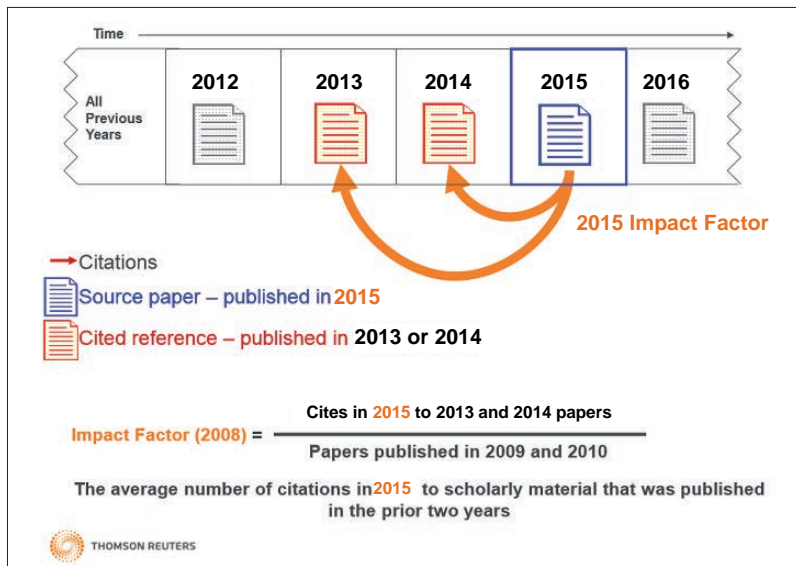 Time
2012 2013 2014 2015 2016
All
Previous
Years
2015 Impact Factor
Citations
Source paper – published in 2015
Cited reference – published in 2013 or 2014
Cites in 2015 to 2013 and 2014 papers
Impact Factor (2008) =
Papers published in 2009 and 2010
The average number of citations in 2015 to scholarly material that was published
in the prior two years
THOMSON REUTERS